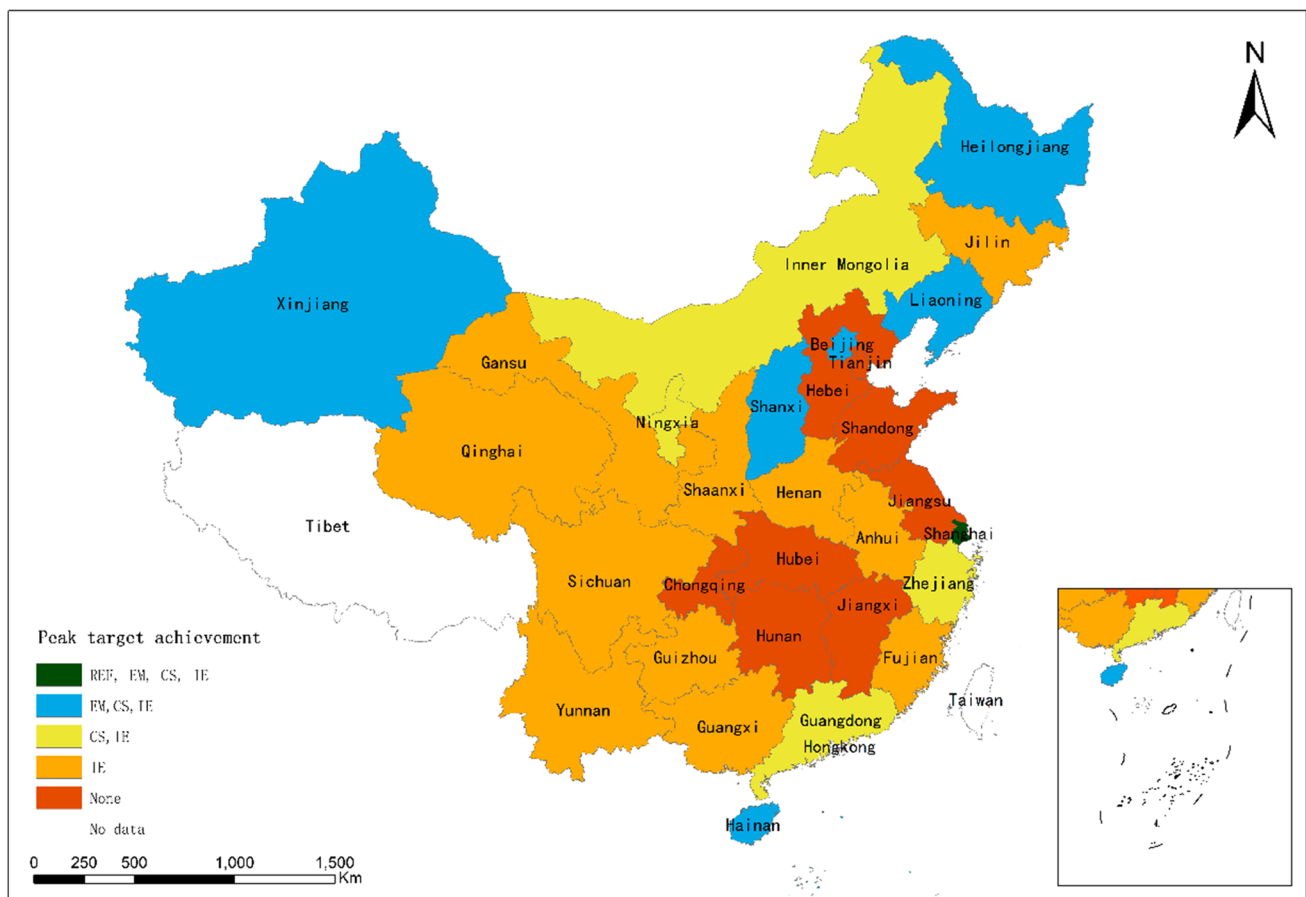 N
Heilongjiang
Jilin
Inner Mongolia
Liaoning
Xinjiang
Beijing
Tianjin
Gansu
Hebei
Shanxi
Ningxia
Shandong
Qinghai
Shaanxi
Henan
Jiangsu
Tibet
Shanghai
Anhui
Hubei
Sichuan
Chongqing
Zhejiang
Jiangxi
Hunan
Guizhou
Fujian
Taiwan
Yunnan
Guangxi
Guangdong
Hongkong
Hainan
Peak target achievement
REF, EM, CS, IE
EM,CS,IE
CS,IE
IE
None
No data
0 250 500 1,000 1,500
Km